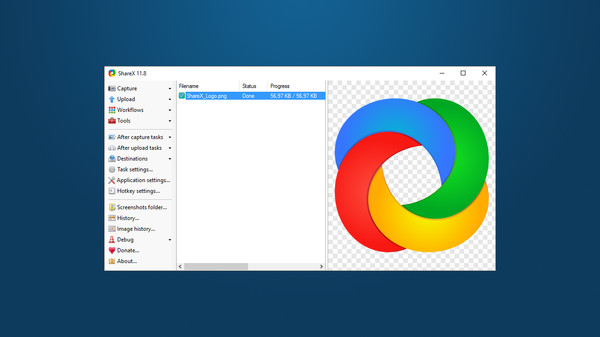 ShareX 11.8
Capture
Upload
Workflows
Tools
After capture tasks
After upload tasks
Destinations
Task settings...
Application settings...
Hotkey settings...
Screenshots folder...
History...
Image history...
Debug
Donate...
About...
Filename Status Progress
ShareX_Logo.png Done 56.97 KB / 56.97 KB